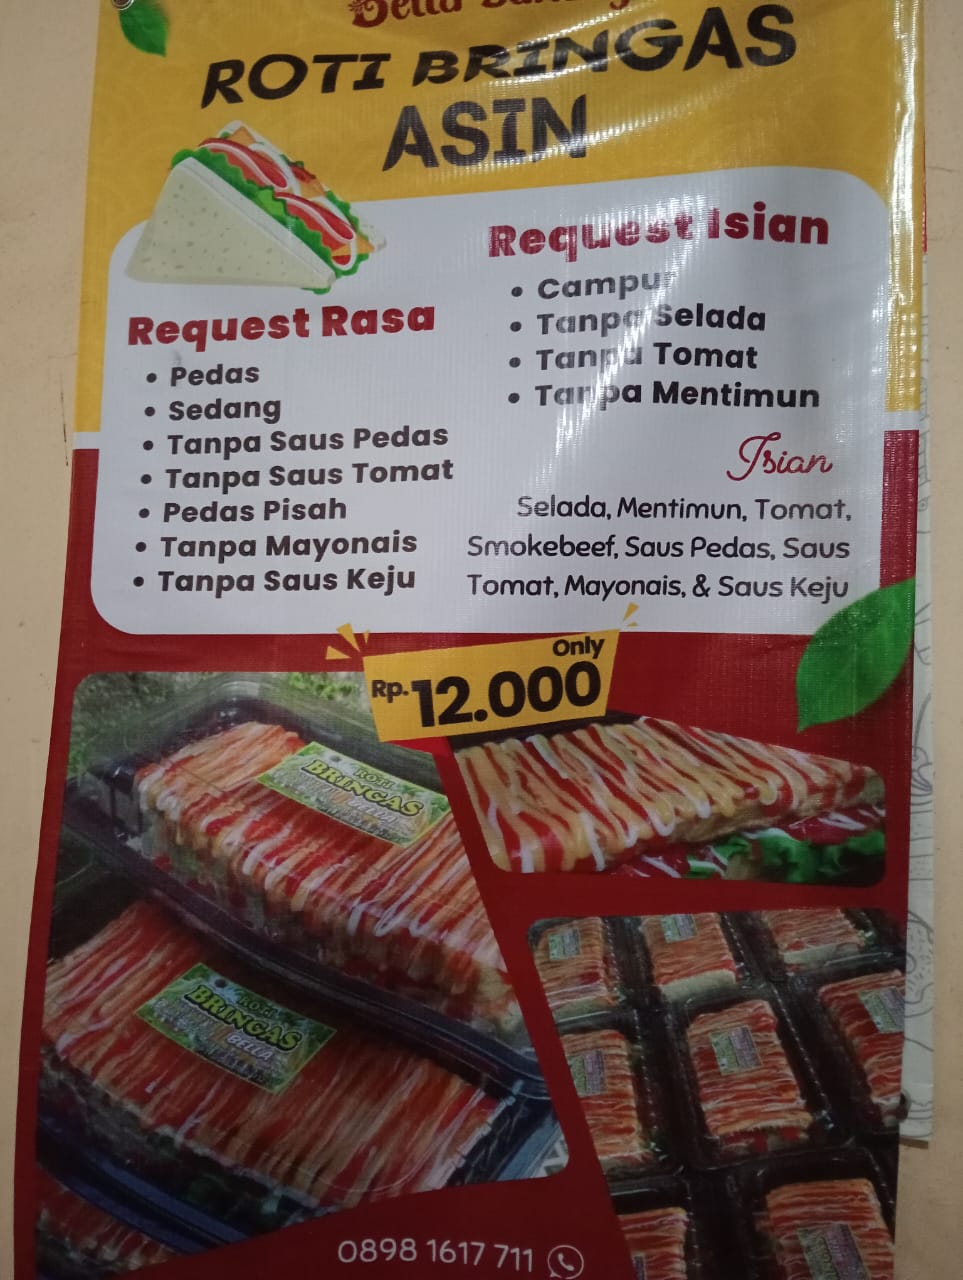 Bella
ROTI BRINGAS
ASIN
Request Rasa
• Pedas
• Sedang
• Tanpa Saus Pedas
• Tanpa Saus Tomat
• Pedas Pisah
• Tanpa Mayonais
• Tanpa Saus Keju
Request Isian
• Campur
• Tanpa Selada
• Tanpa Tomat
• Tanpa Mentimun
Isian
Selada, Mentimun, Tomat,
Smokebeef, Saus Pedas, Saus
Tomat, Mayonais, & Saus Keju
Only
Rp. 12.000
ROTI
BRINGAS
BELLA
ROTI
BRINGAS
BELLA
0898 1617 711